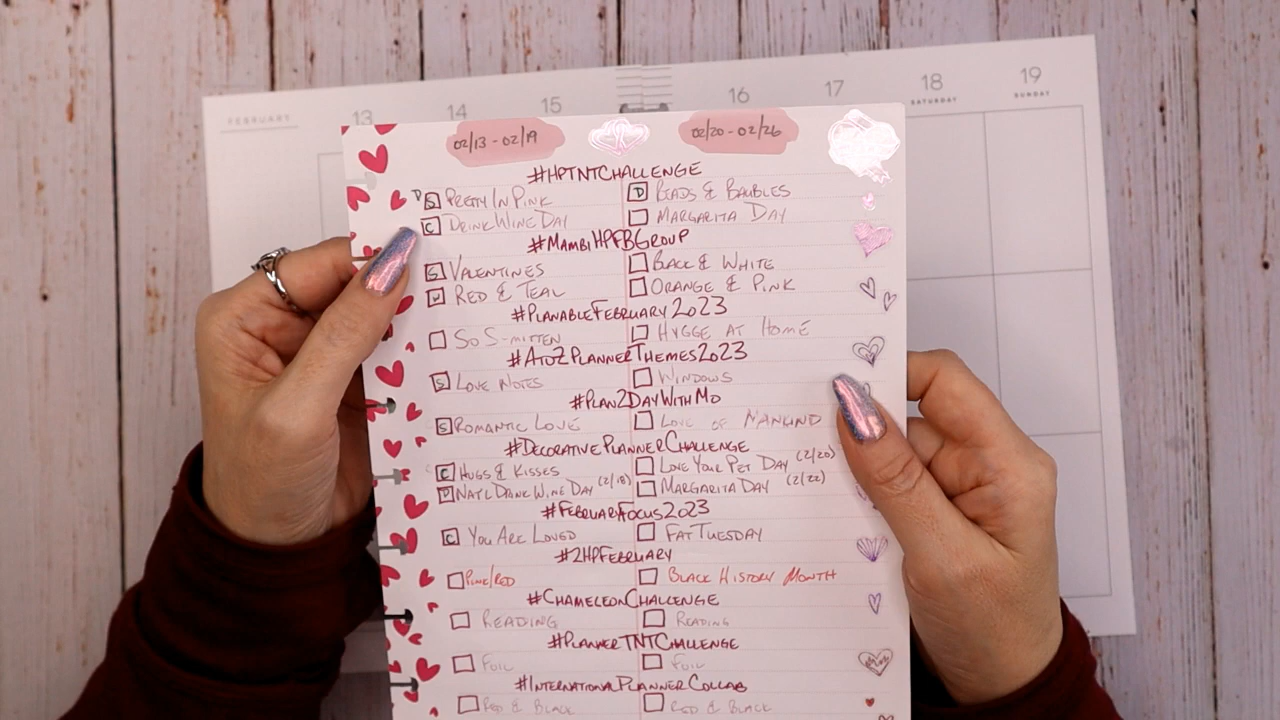 FEBRUARY 13 14 15 16 17 18 19
SATURDAY SUNDAY
02/13 - 02/19 02/20 - 02/26
#HPTNTCHALLENGE
D S PRETTY IN PINK D BEADS & BAUBLES
C DRINK WINE DAY MARGARITA DAY
#MAMBIHPFBGROUP
S VALENTINES BLACK & WHITE
U RED & TEAL ORANGE & PINK
#PLANABLEFEBRUARY2023
SO S-MITTEN HYGGE AT HOME
#ATOZPLANNERTHEMES2023
S LOVE NOTES WINDOWS
#PLAN2DAYWITHMO
S ROMANTIC LOVE LOVE OF MANKIND
#DECORATIVEPLANNERCHALLENGE
C HUGS & KISSES LOVE YOUR PET DAY (2/20)
D NAT'L DRINK WINE DAY (2/18) MARGARITA DAY (2/22)
#FEBRUARYFOCUS2023
C YOU ARE LOVED FAT TUESDAY
#2HPFEBRUARY
PINK/RED BLACK HISTORY MONTH
#CHAMELEONCHALLENGE
READING READING
#PLANNERTNTCHALLENGE
FOIL FOIL
#INTERNATIONALPLANNERCOLLAB
RED & BLACK RED & BLACK